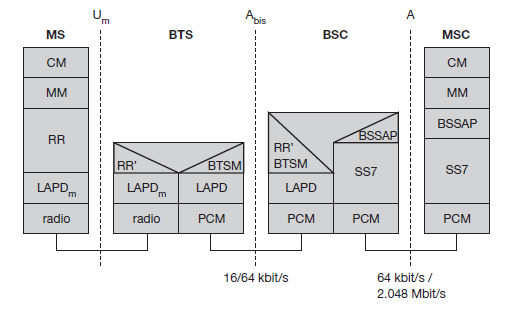 Um Abis A
MS BTS BSC MSC
CM CM
MM MM
BSSAP
RR RR' BSSAP
RR' BTSM BTSM SS7 SS7
LAPDm LAPDm LAPD LAPD
radio radio PCM PCM PCM PCM
16/64 kbit/s 64 kbit/s /
2.048 Mbit/s